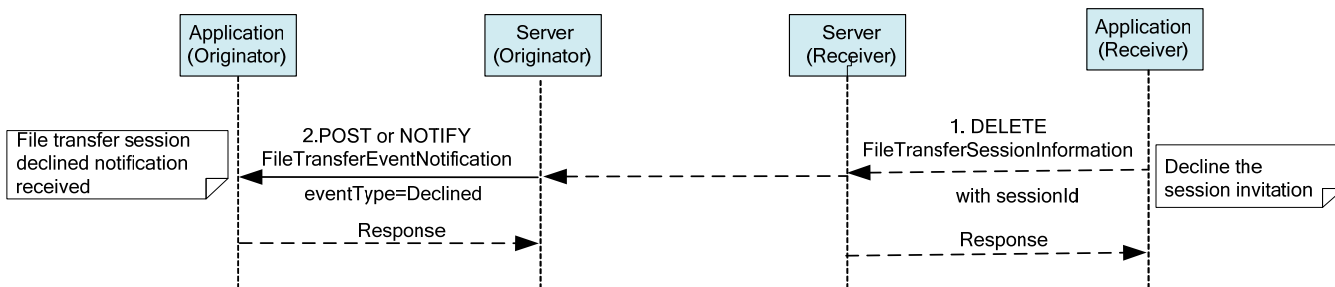 Application
(Originator)
Server
(Originator)
Server
(Receiver)
Application
(Receiver)
File transfer session
declined notification
received
2.POST or NOTIFY
FileTransferEventNotification
eventType=Declined
Response
1. DELETE
FileTransferSessionInformation
with sessionId
Response
Decline the
session invitation